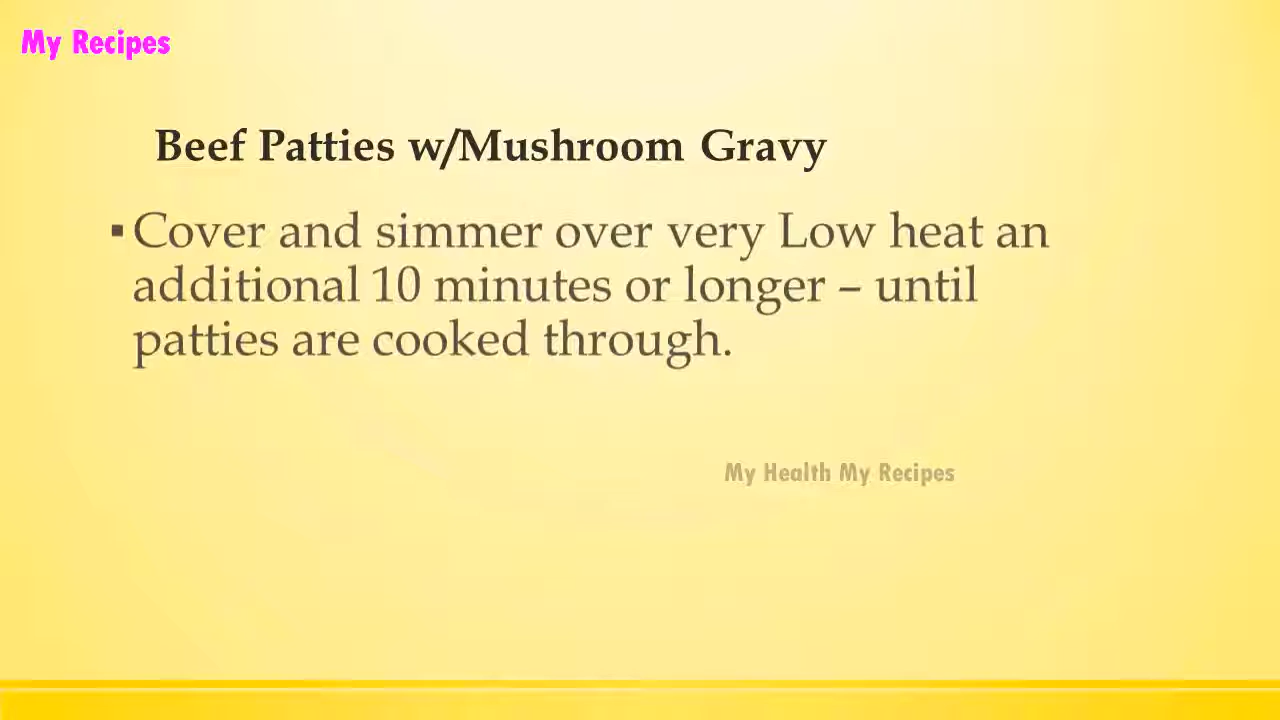 My Recipes
Beef Patties w/Mushroom Gravy
▪Cover and simmer over very Low heat an
additional 10 minutes or longer – until
patties are cooked through.
My Health My Recipes